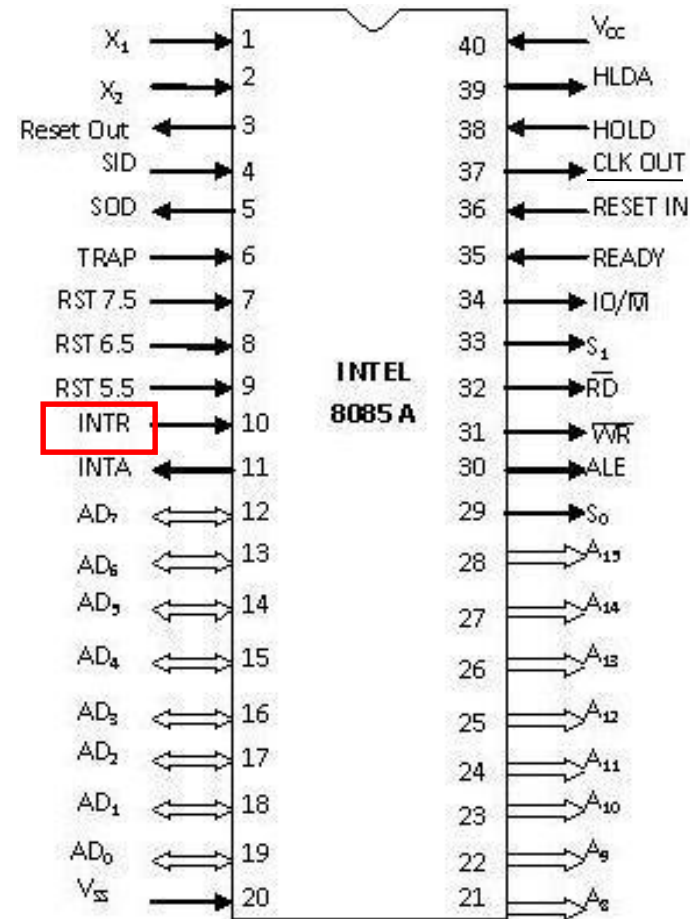 X₁ 1 40 Vcc
X₂ 2 39 HLDA
Reset Out 3 38 HOLD
SID 4 37 CLK OUT
SOD 5 36 R̅E̅S̅E̅T̅ ̅I̅N̅
TRAP 6 35 READY
RST 7.5 7 34 IO/M̅
RST 6.5 8 33 S₁
INTEL
RST 5.5 9 32 R̅D̅
8085 A
INTR 10 31 W̅R̅
INTA 11 30 ALE
AD₇ 12 29 S₀
AD₆ 13 28 A₁₅
AD₅ 14 27 A₁₄
AD₄ 15 26 A₁₃
AD₃ 16 25 A₁₂
AD₂ 17 24 A₁₁
AD₁ 18 23 A₁₀
AD₀ 19 22 A₉
Vss 20 21 A₈